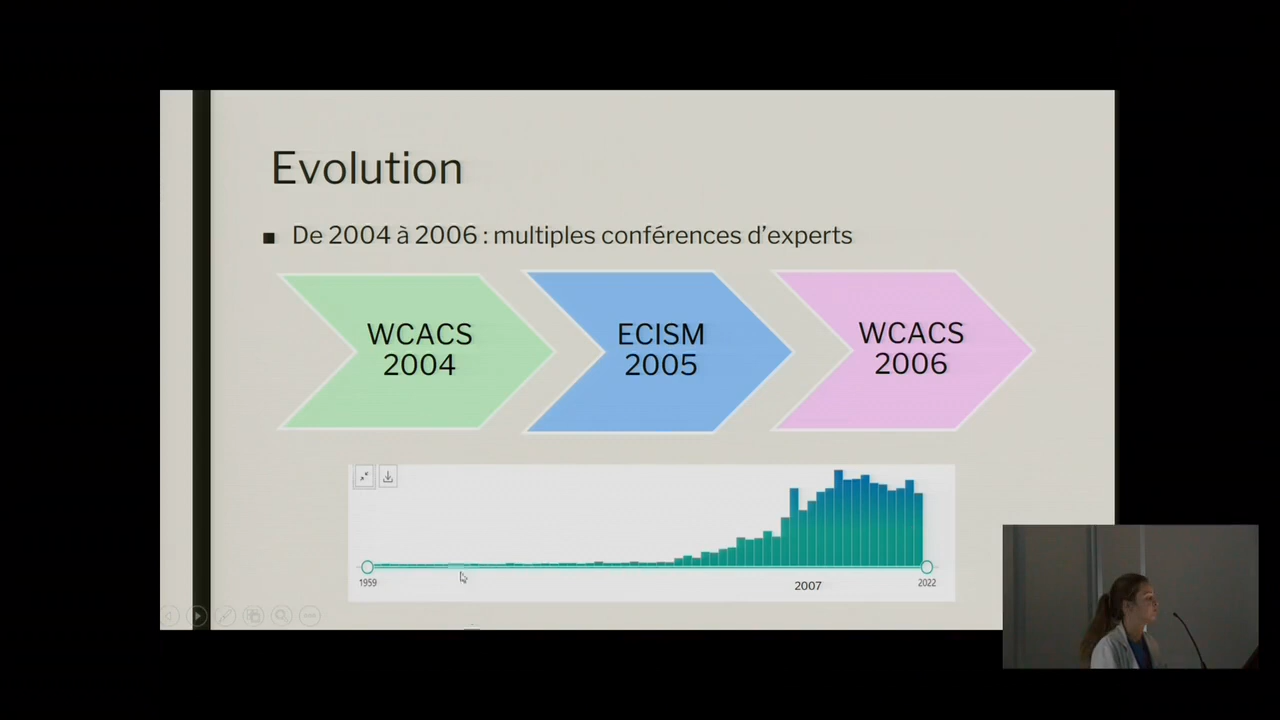 Evolution
De 2004 à 2006 : multiples conférences d’experts
WCACS
2004
ECISM
2005
WCACS
2006
1959
2007
2022